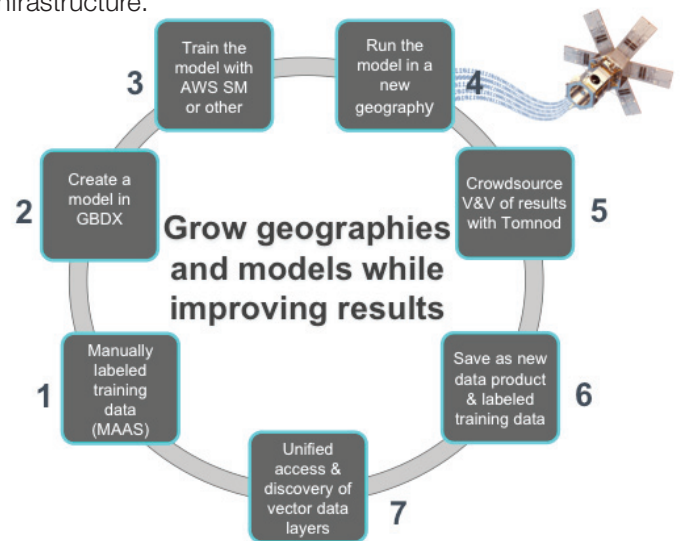 nfrastructure.
3
Train the
model with
AWS SM
or other
Run the
model in a
new
geography
4
2
Create a
model in
GBDX
Crowdsource
V&V of results
with Tomnod
5
Grow geographies
and models while
improving results
1
Manually
labeled
training
data
(MAAS)
Save as new
data product
& labeled
training data
6
Unified
access &
discovery of
vector data
layers
7